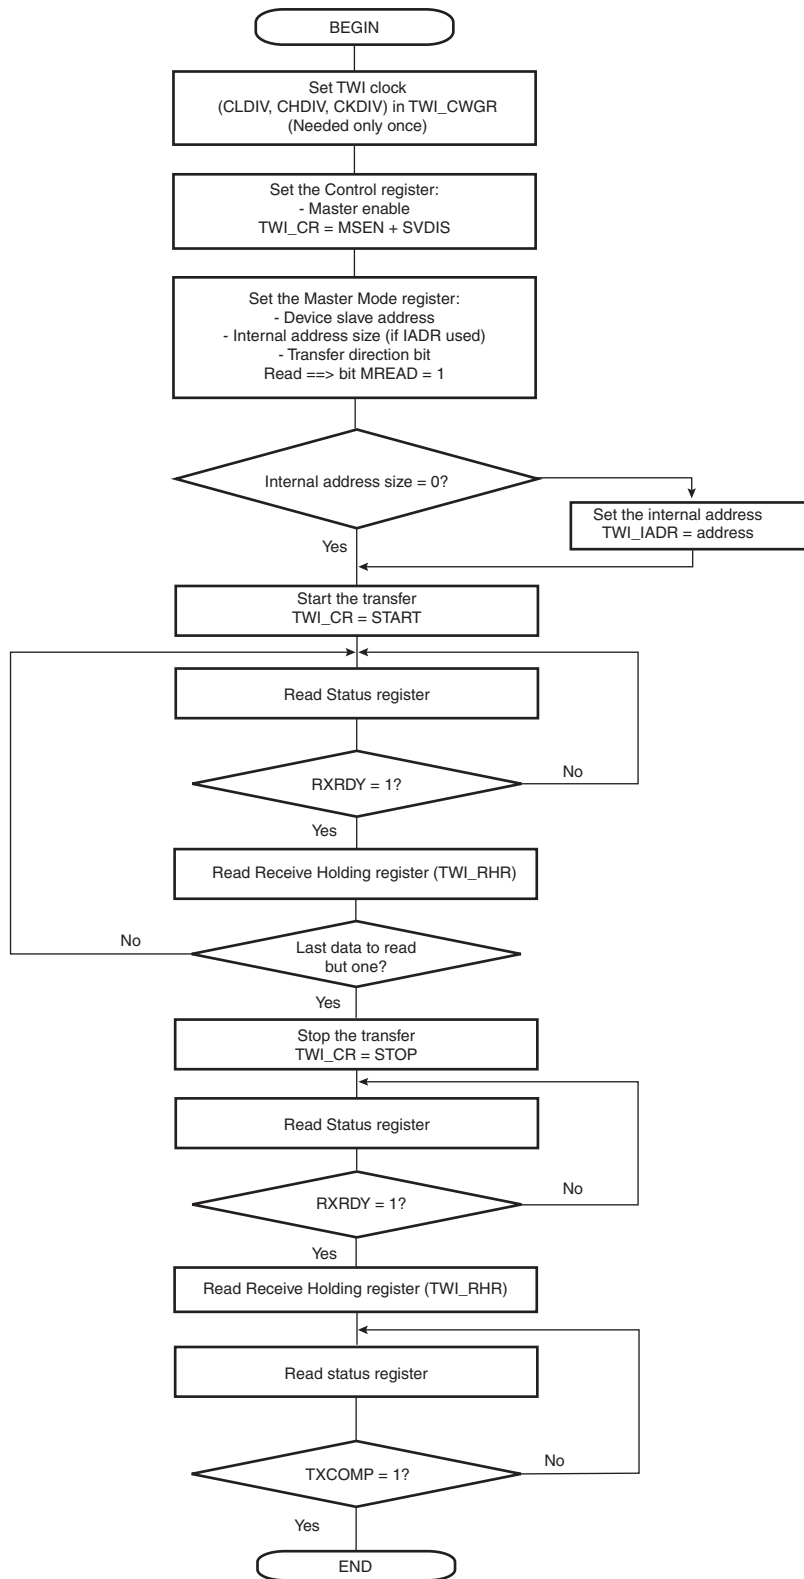 BEGIN
Set TWI clock
(CLDIV, CHDIV, CKDIV) in TWI_CWGR
(Needed only once)
Set the Control register:
- Master enable
TWI_CR = MSEN + SVDIS
Set the Master Mode register:
- Device slave address
- Internal address size (if IADR used)
- Transfer direction bit
Read ==> bit MREAD = 1
Internal address size = 0?
Set the internal address
TWI_IADR = address
Yes
Start the transfer
TWI_CR = START
Read Status register
RXRDY = 1?
No
Yes
Read Receive Holding register (TWI_RHR)
No
Last data to read
but one?
Yes
Stop the transfer
TWI_CR = STOP
Read Status register
RXRDY = 1?
No
Yes
Read Receive Holding register (TWI_RHR)
Read status register
TXCOMP = 1?
No
Yes
END